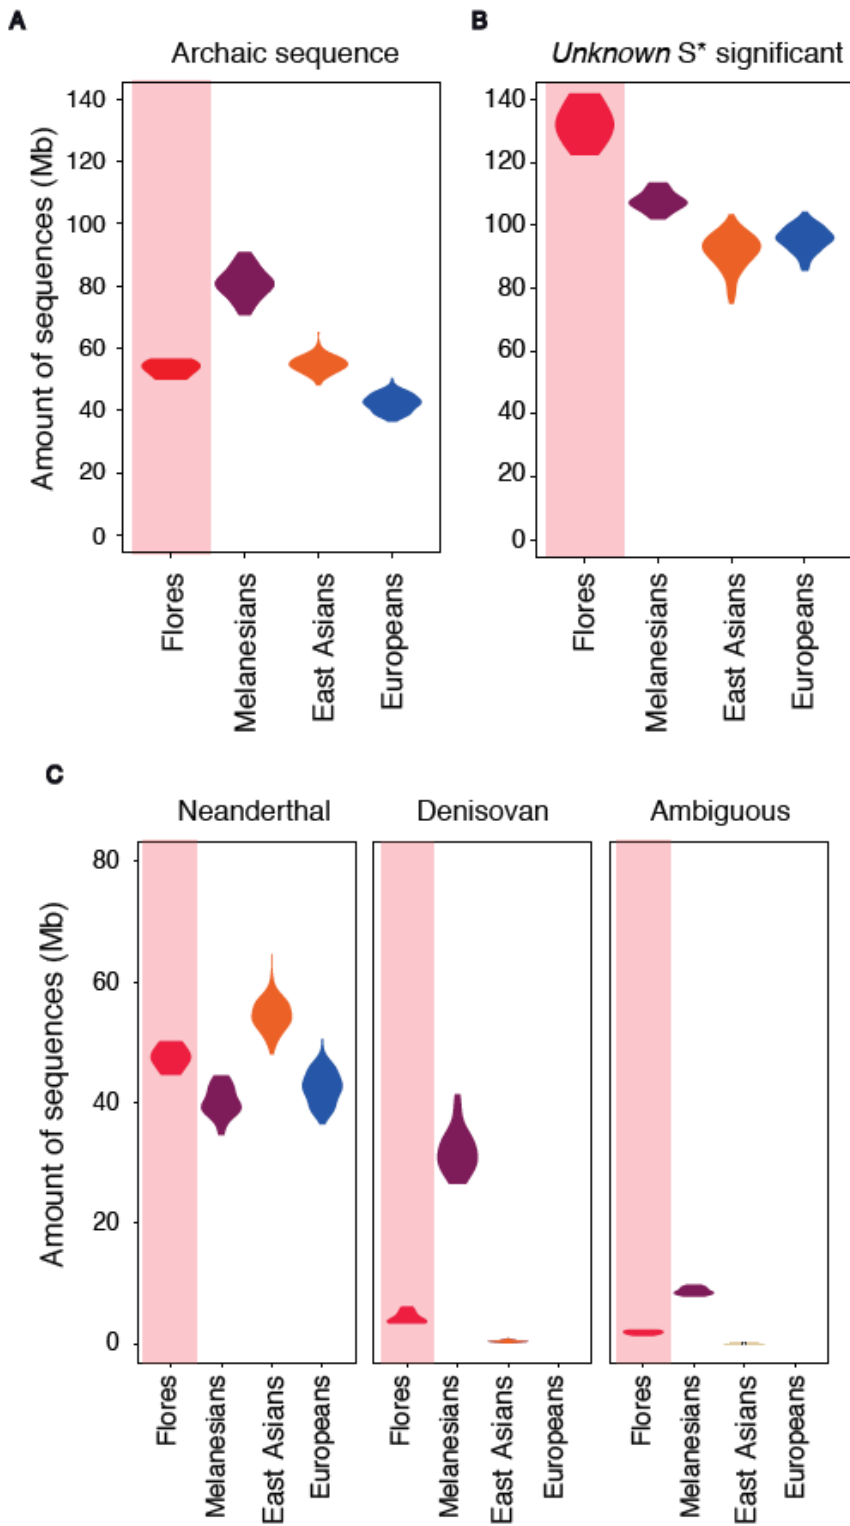 A
Archaic sequence
Amount of sequences (Mb)
140
120
100
80
60
40
20
0
Flores
Melanesians
East Asians
Europeans
B
Unknown S* significant
140
120
100
80
60
40
20
0
Flores
Melanesians
East Asians
Europeans
C
Neanderthal
Denisovan
Ambiguous
Amount of sequences (Mb)
80
60
40
20
0
Flores
Melanesians
East Asians
Europeans
Flores
Melanesians
East Asians
Europeans
Flores
Melanesians
East Asians
Europeans